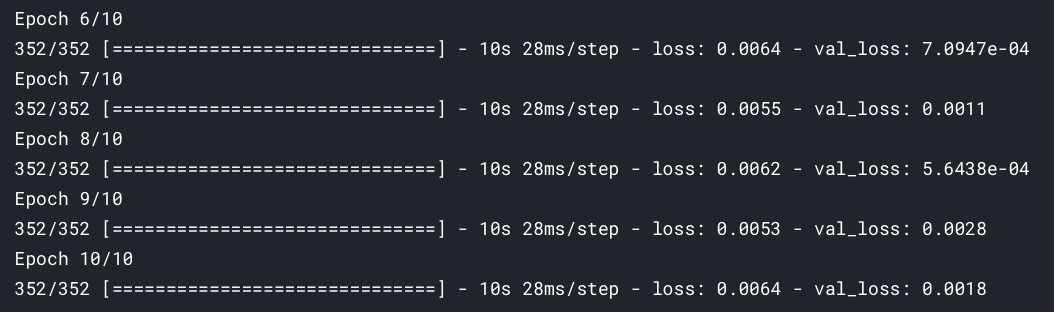 Epoch 6/10
352/352 [==============================] - 10s 28ms/step - loss: 0.0064 - val_loss: 7.0947e-04
Epoch 7/10
352/352 [==============================] - 10s 28ms/step - loss: 0.0055 - val_loss: 0.0011
Epoch 8/10
352/352 [==============================] - 10s 28ms/step - loss: 0.0062 - val_loss: 5.6438e-04
Epoch 9/10
352/352 [==============================] - 10s 28ms/step - loss: 0.0053 - val_loss: 0.0028
Epoch 10/10
352/352 [==============================] - 10s 28ms/step - loss: 0.0064 - val_loss: 0.0018